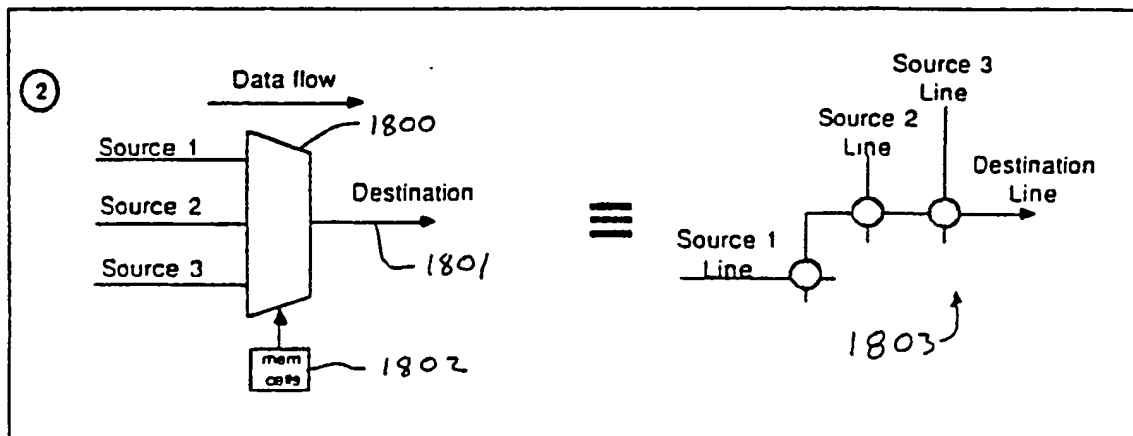 2
Data flow
1800
Source 1
Source 2
Source 3
Destination
1801
mem
cells
1802
Source 1
Line
Source 2
Line
Source 3
Line
Destination
Line
1803